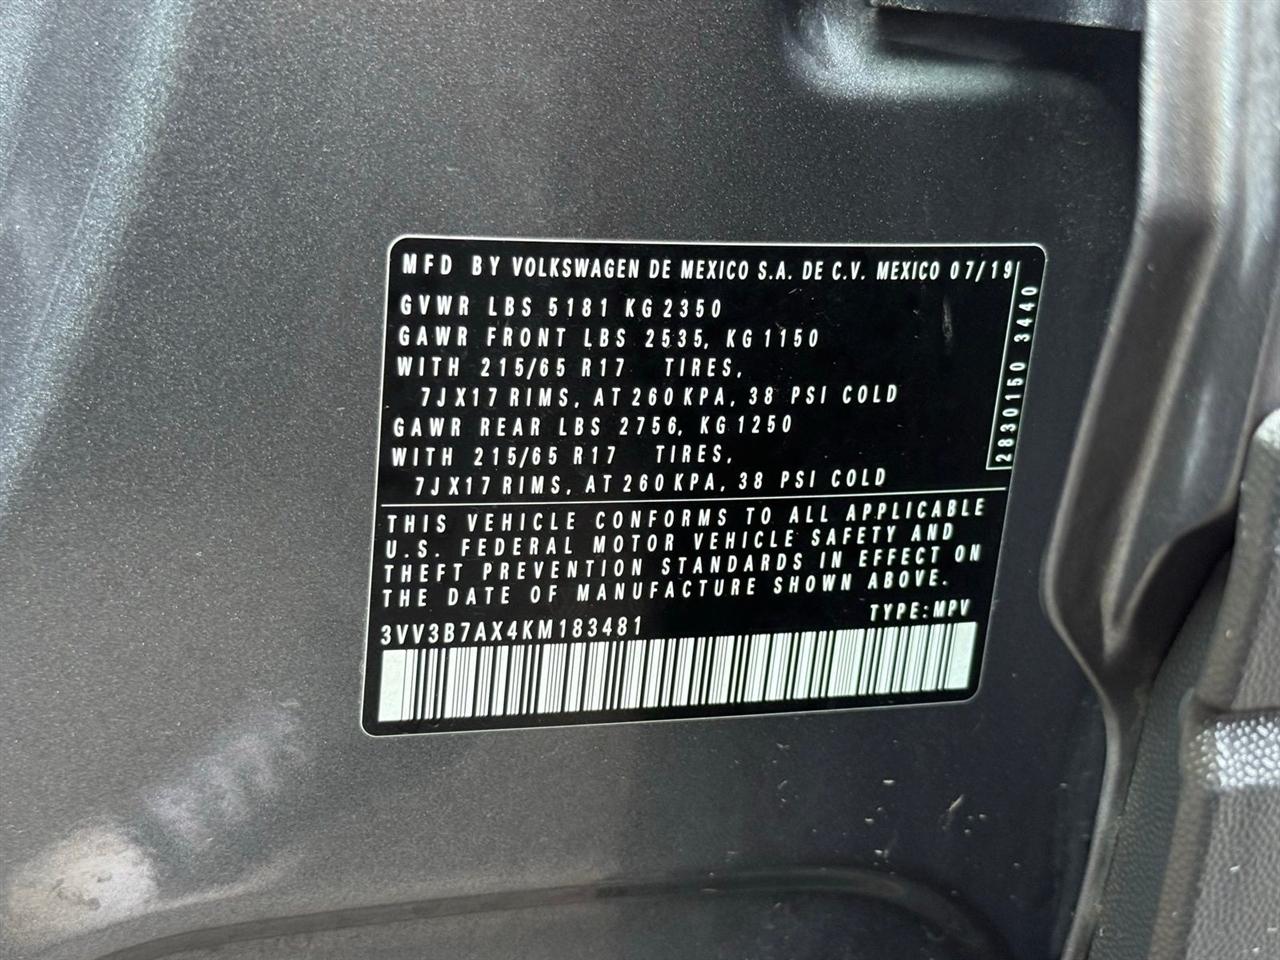 MFD BY VOLKSWAGEN DE MEXICO S.A. DE C.V. MEXICO 07/19
GVWR LBS 5181 KG 2350
GAWR FRONT LBS 2535, KG 1150
WITH 215/65 R17 TIRES,
7J X17 RIMS, AT 260 KPA, 38 PSI COLD
GAWR REAR LBS 2756, KG 1250
WITH 215/65 R17 TIRES,
7J X17 RIMS, AT 260 KPA, 38 PSI COLD
2830150 3440
THIS VEHICLE CONFORMS TO ALL APPLICABLE
U.S. FEDERAL MOTOR VEHICLE SAFETY AND
THEFT PREVENTION STANDARDS IN EFFECT ON
THE DATE OF MANUFACTURE SHOWN ABOVE.
TYPE:MPV
3VV3B7AX4KM183481